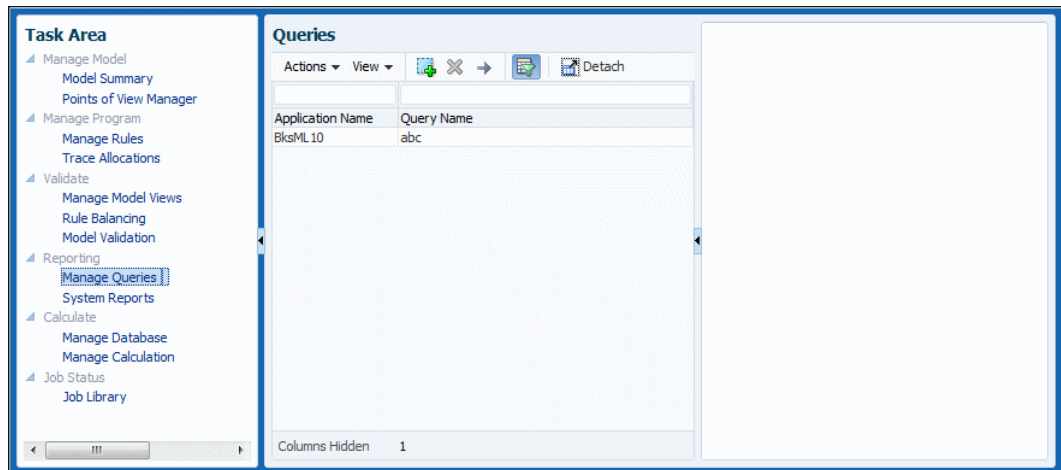 Task Area
Manage Model
Model Summary
Points of View Manager
Manage Program
Manage Rules
Trace Allocations
Validate
Manage Model Views
Rule Balancing
Model Validation
Reporting
Manage Queries
System Reports
Calculate
Manage Database
Manage Calculation
Job Status
Job Library
Queries
Actions View Detach
Application Name Query Name
BksML10 abc
Columns Hidden 1